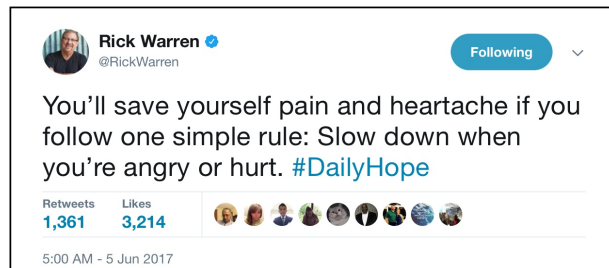 Rick Warren
@RickWarren
Following
You’ll save yourself pain and heartache if you
follow one simple rule: Slow down when
you’re angry or hurt. #DailyHope
Retweets Likes
1,361 3,214
5:00 AM - 5 Jun 2017